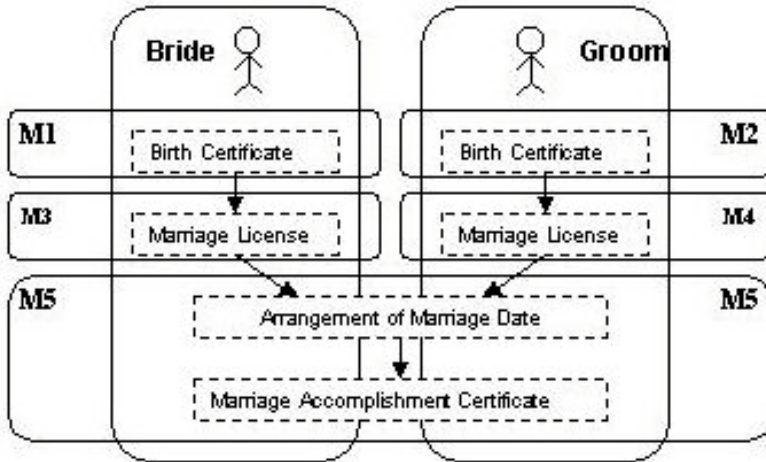 Bride
Groom
M1
Birth Certificate
Birth Certificate
M2
M3
Marriage License
Marriage License
M4
M5
M5
Arrangement of Marriage Date
Marriage Accomplishment Certificate